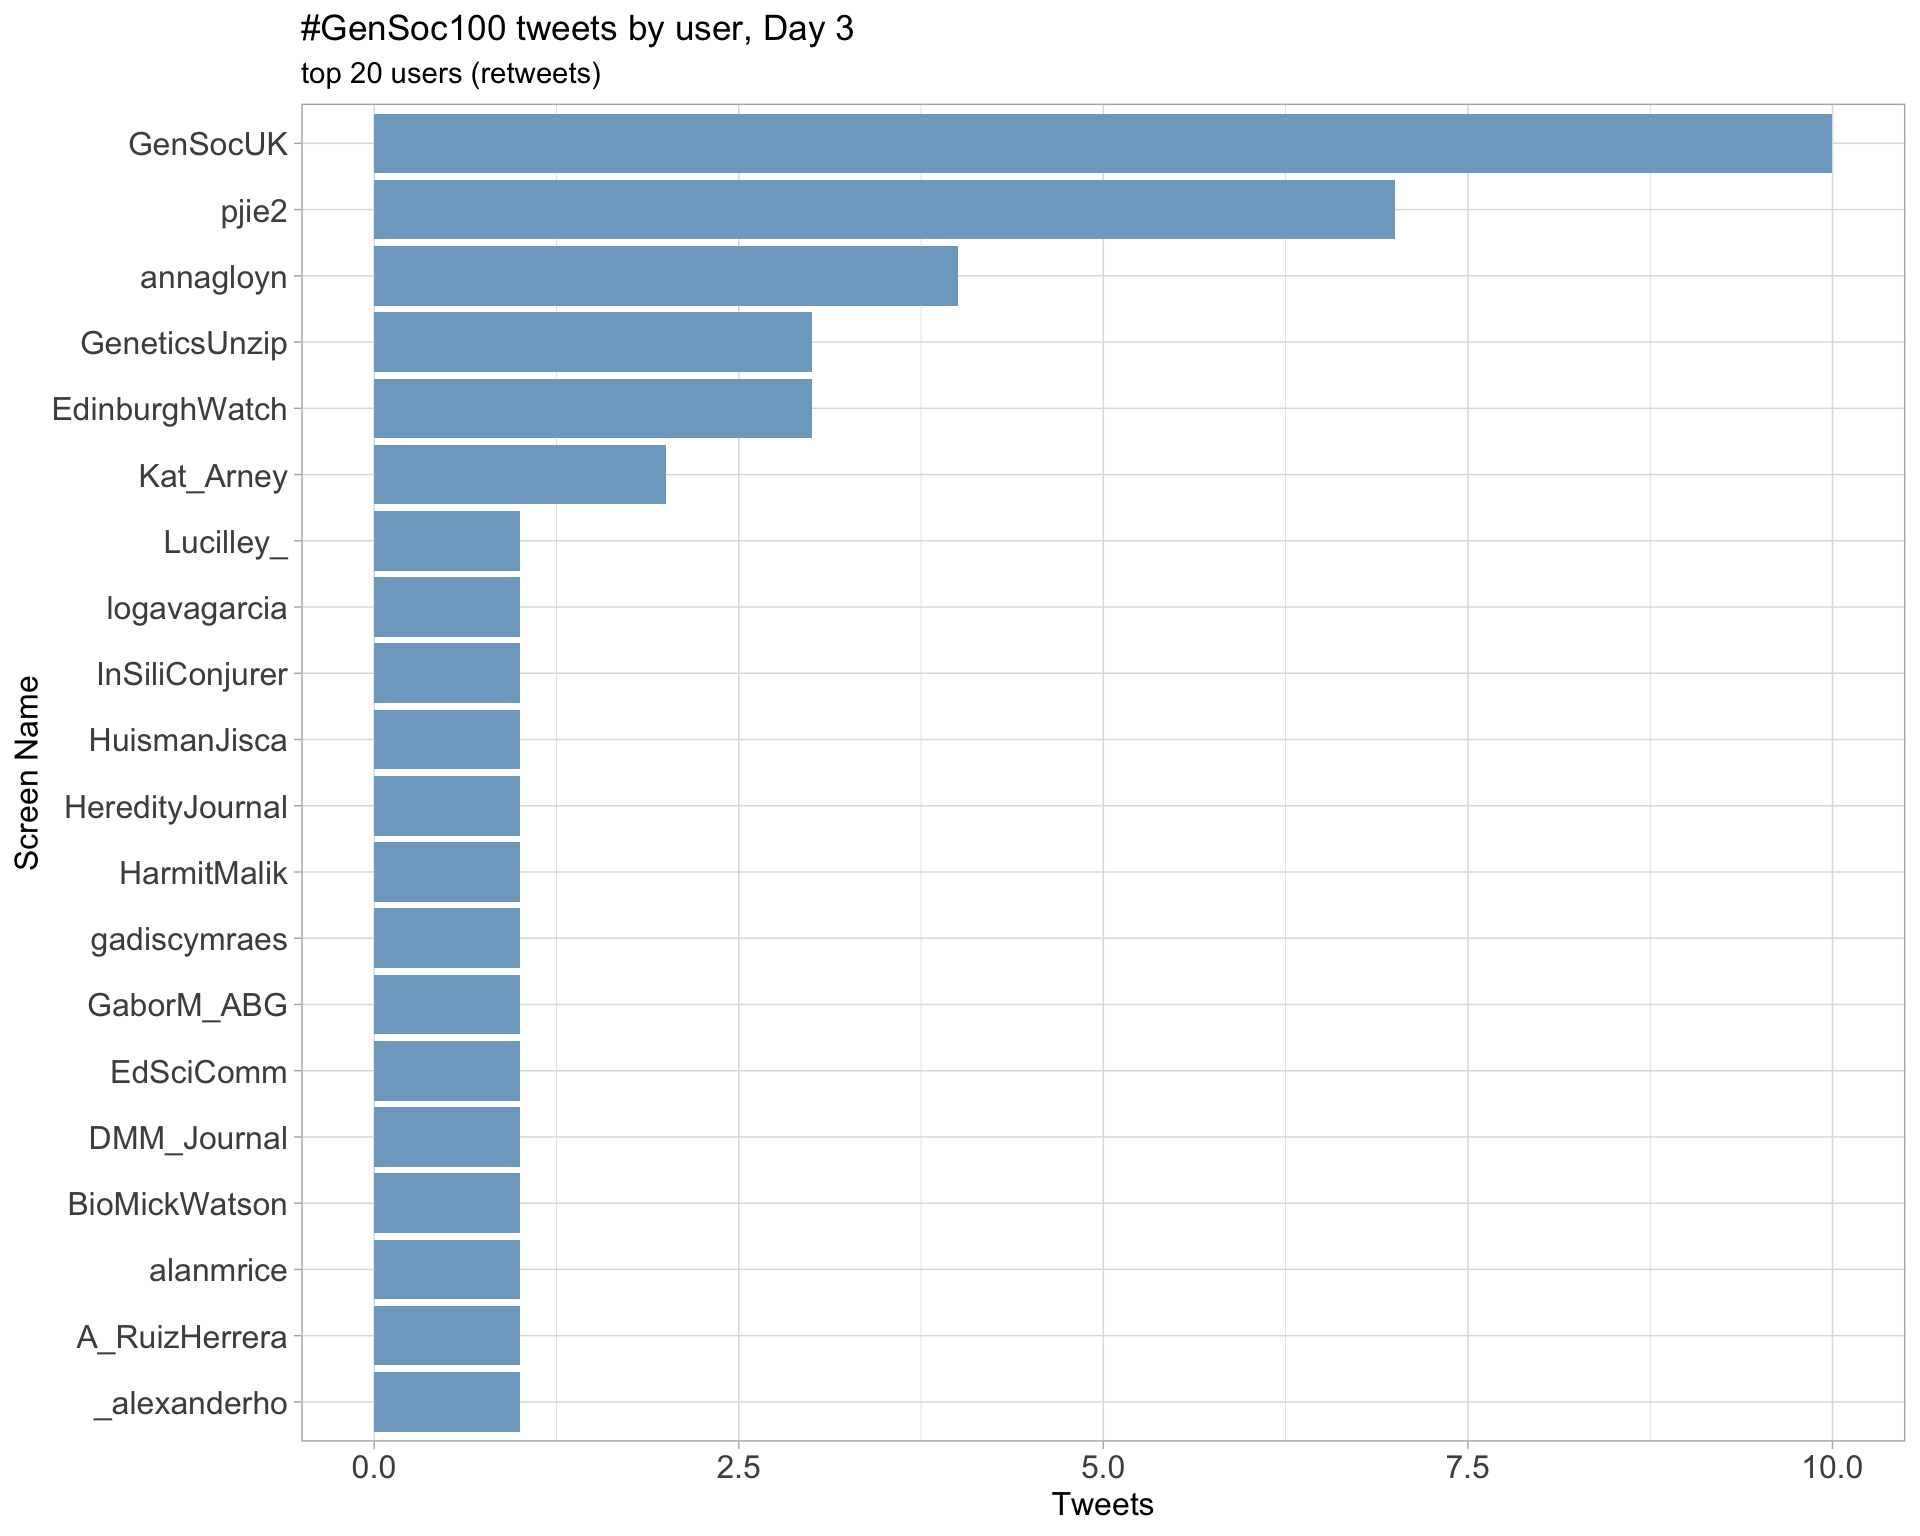 #GenSoc100 tweets by user, Day 3
top 20 users (retweets)
GenSocUK
pjie2
annagloyn
GeneticsUnzip
EdinburghWatch
Kat_Arney
Lucilley_
logavagarcia
InSiliConjurer
HuismanJisca
HeredityJournal
HarmitMalik
gadiscymraes
GaborM_ABG
EdSciComm
DMM_Journal
BioMickWatson
alanmrice
A_RuizHerrera
_alexanderho
Screen Name
0.0 2.5 5.0 7.5 10.0
Tweets